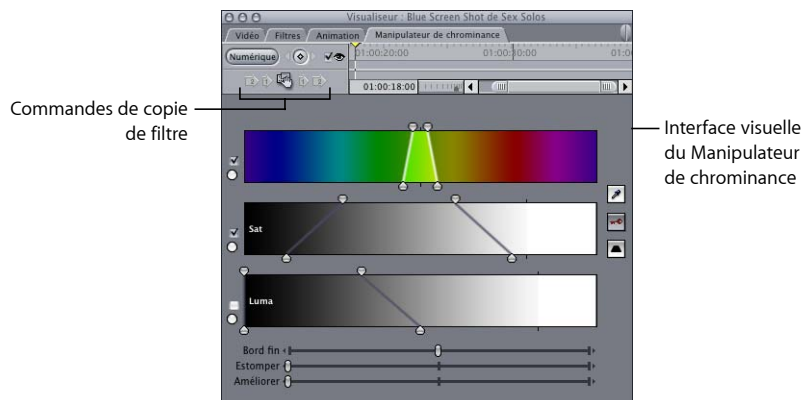 Visualiseur : Blue Screen Shot de Sex Solos
Vidéo Filtres Animation Manipulateur de chrominance
Numérique
01:00:20:00 01:00:30:00 01:0
01:00:18:00
Commandes de copie
de filtre
Interface visuelle
du Manipulateur
de chrominance
Sat
Luma
Bord fin
Estomper
Améliorer